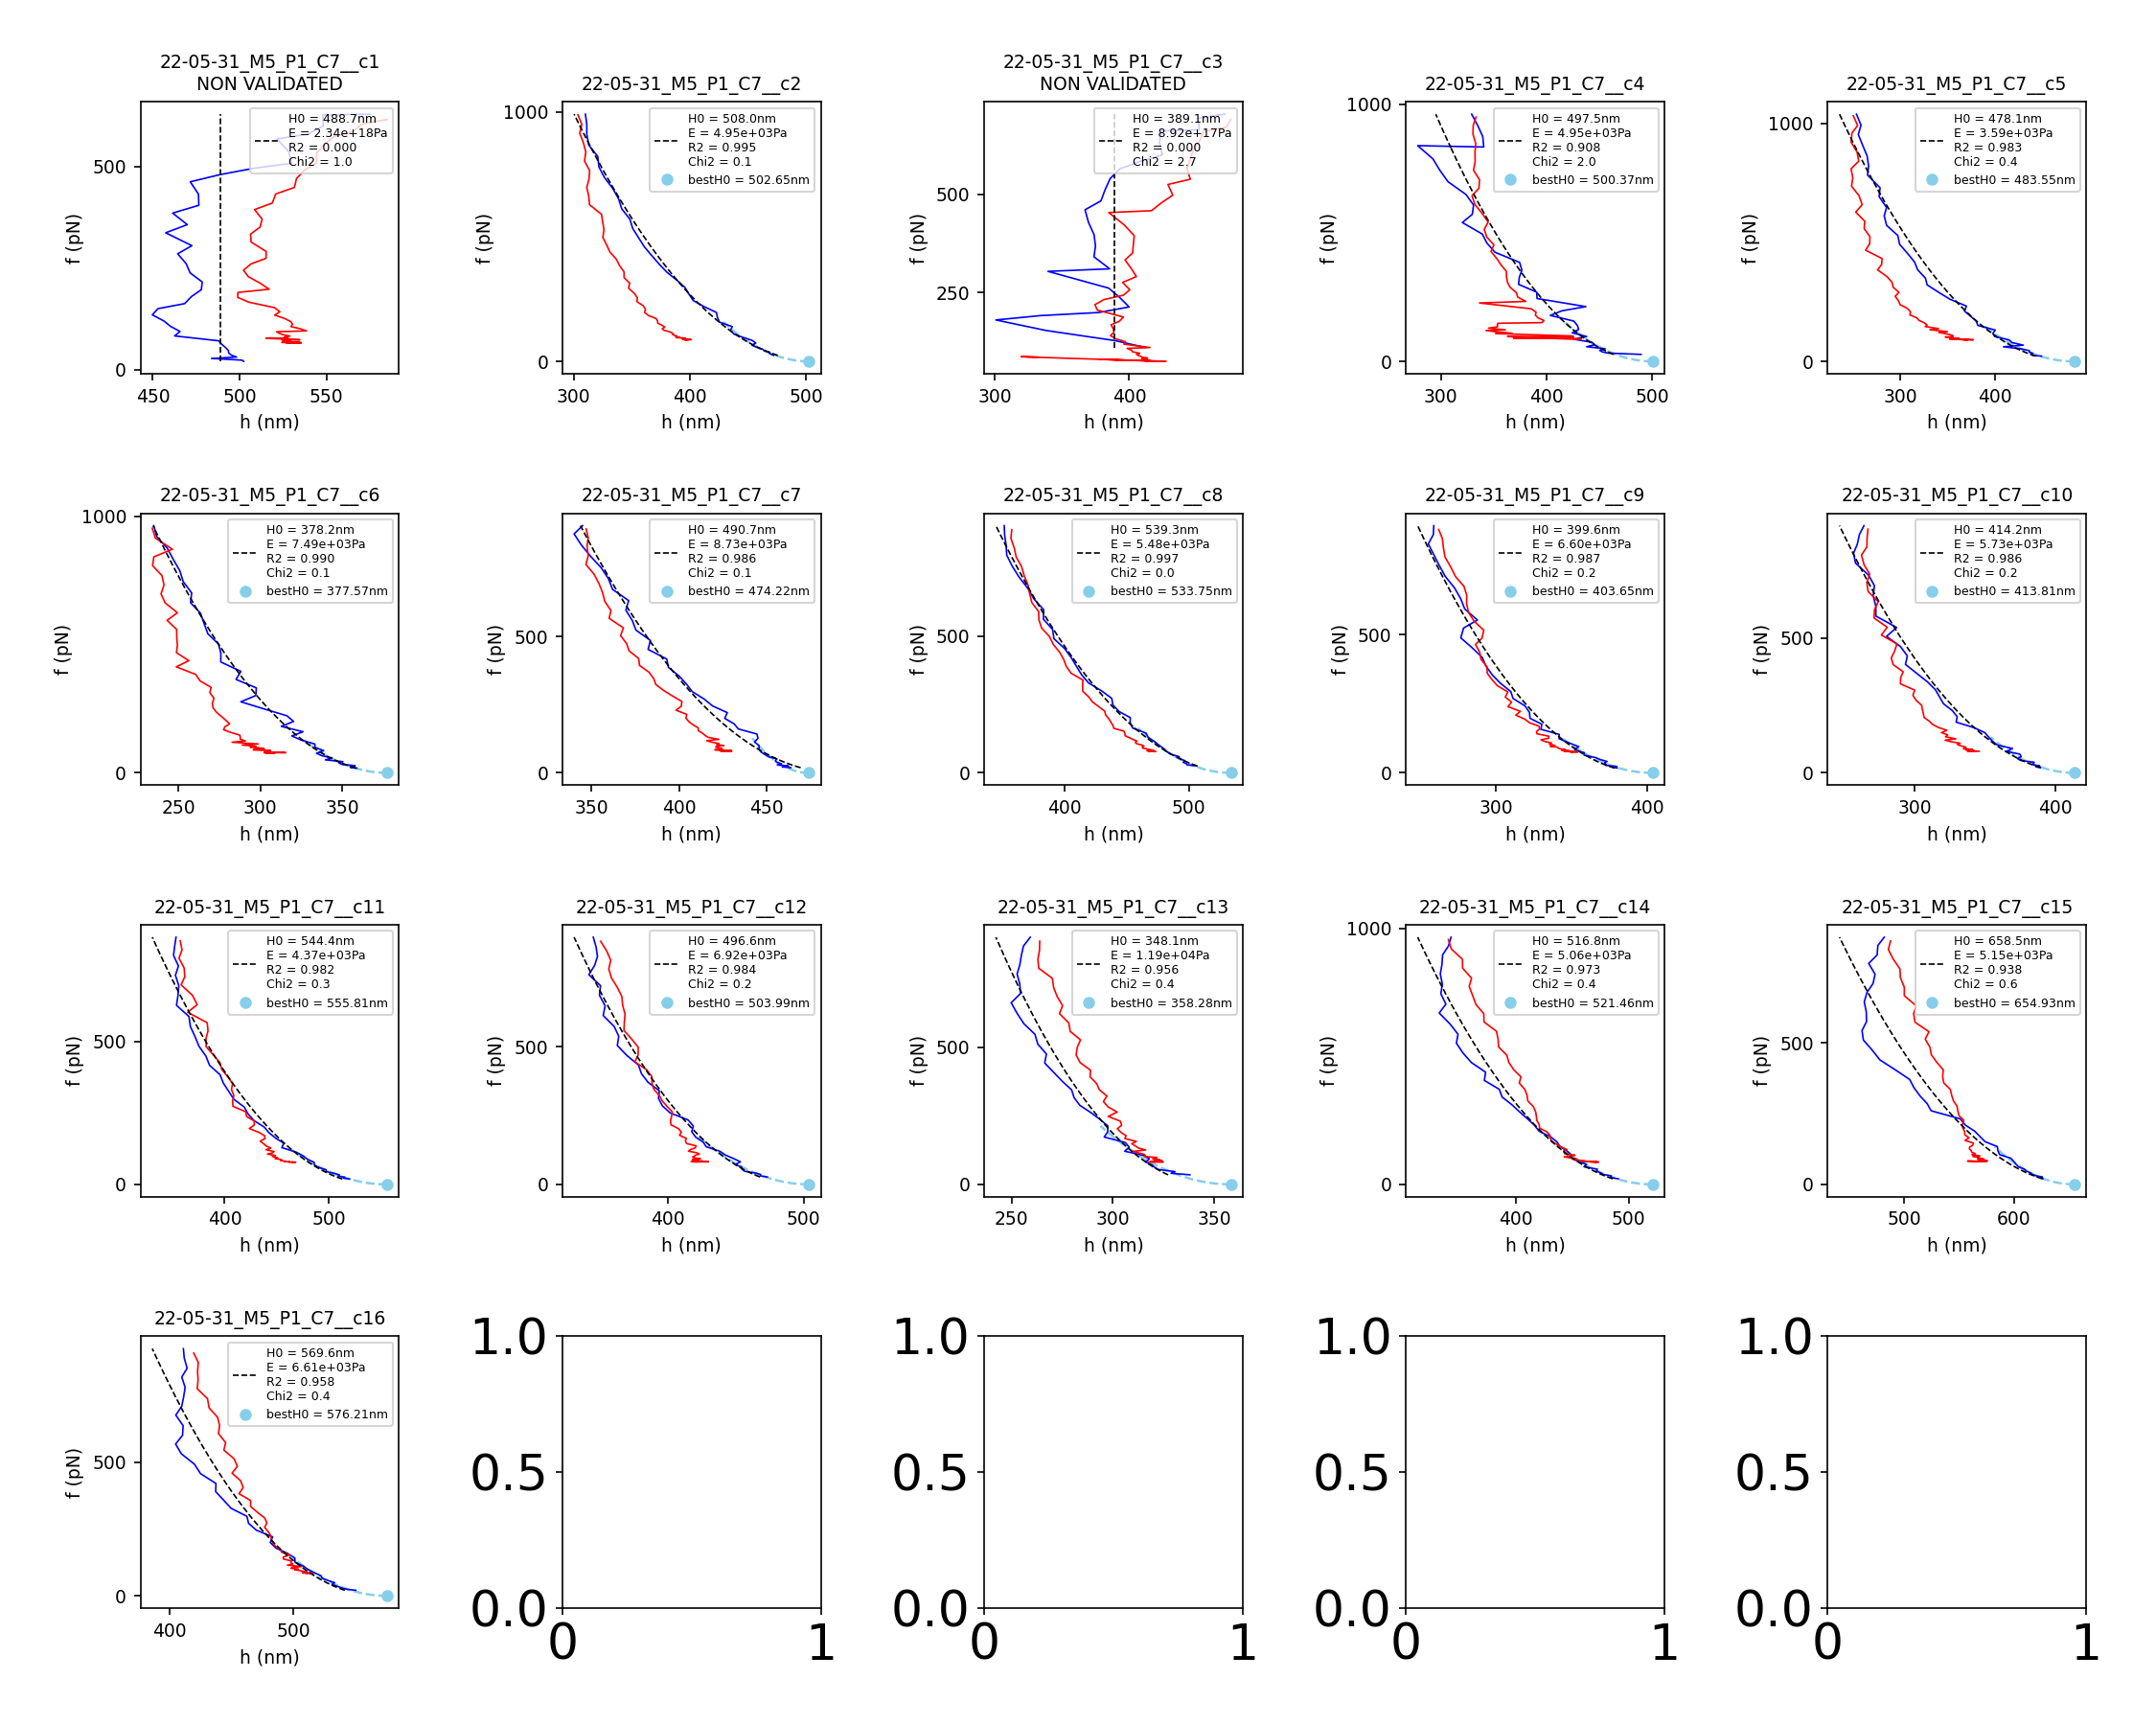 22-05-31_M5_P1_C7__c1
NON VALIDATED
H0 = 488.7nm
E = 2.34e+18Pa
R2 = 0.000
Chi2 = 1.0
f (pN)
500
0
450 500 550
h (nm)
22-05-31_M5_P1_C7__c2
H0 = 508.0nm
E = 4.95e+03Pa
R2 = 0.995
Chi2 = 0.1
bestH0 = 502.65nm
f (pN)
1000
0
300 400 500
h (nm)
22-05-31_M5_P1_C7__c3
NON VALIDATED
H0 = 389.1nm
E = 8.92e+17Pa
R2 = 0.000
Chi2 = 2.7
f (pN)
500
250
300 400
h (nm)
22-05-31_M5_P1_C7__c4
H0 = 497.5nm
E = 4.95e+03Pa
R2 = 0.908
Chi2 = 2.0
bestH0 = 500.37nm
f (pN)
1000
0
300 400 500
h (nm)
22-05-31_M5_P1_C7__c5
H0 = 478.1nm
E = 3.59e+03Pa
R2 = 0.983
Chi2 = 0.4
bestH0 = 483.55nm
f (pN)
1000
0
300 400
h (nm)
22-05-31_M5_P1_C7__c6
H0 = 378.2nm
E = 7.49e+03Pa
R2 = 0.990
Chi2 = 0.1
bestH0 = 377.57nm
f (pN)
1000
0
250 300 350
h (nm)
22-05-31_M5_P1_C7__c7
H0 = 490.7nm
E = 8.73e+03Pa
R2 = 0.986
Chi2 = 0.1
bestH0 = 474.22nm
f (pN)
500
0
350 400 450
h (nm)
22-05-31_M5_P1_C7__c8
H0 = 539.3nm
E = 5.48e+03Pa
R2 = 0.997
Chi2 = 0.0
bestH0 = 533.75nm
f (pN)
500
0
400 500
h (nm)
22-05-31_M5_P1_C7__c9
H0 = 399.6nm
E = 6.60e+03Pa
R2 = 0.987
Chi2 = 0.2
bestH0 = 403.65nm
f (pN)
500
0
300 400
h (nm)
22-05-31_M5_P1_C7__c10
H0 = 414.2nm
E = 5.73e+03Pa
R2 = 0.986
Chi2 = 0.2
bestH0 = 413.81nm
f (pN)
500
0
300 400
h (nm)
22-05-31_M5_P1_C7__c11
H0 = 544.4nm
E = 4.37e+03Pa
R2 = 0.982
Chi2 = 0.3
bestH0 = 555.81nm
f (pN)
500
0
400 500
h (nm)
22-05-31_M5_P1_C7__c12
H0 = 496.6nm
E = 6.92e+03Pa
R2 = 0.984
Chi2 = 0.2
bestH0 = 503.99nm
f (pN)
500
0
400 500
h (nm)
22-05-31_M5_P1_C7__c13
H0 = 348.1nm
E = 1.19e+04Pa
R2 = 0.956
Chi2 = 0.4
bestH0 = 358.28nm
f (pN)
500
0
250 300 350
h (nm)
22-05-31_M5_P1_C7__c14
H0 = 516.8nm
E = 5.06e+03Pa
R2 = 0.973
Chi2 = 0.4
bestH0 = 521.46nm
f (pN)
1000
0
400 500
h (nm)
22-05-31_M5_P1_C7__c15
H0 = 658.5nm
E = 5.15e+03Pa
R2 = 0.938
Chi2 = 0.6
bestH0 = 654.93nm
f (pN)
500
0
500 600
h (nm)
22-05-31_M5_P1_C7__c16
H0 = 569.6nm
E = 6.61e+03Pa
R2 = 0.958
Chi2 = 0.4
bestH0 = 576.21nm
f (pN)
500
0
400 500
h (nm)
1.0
0.5
0.0
0 1
1.0
0.5
0.0
0 1
1.0
0.5
0.0
0 1
1.0
0.5
0.0
0 1